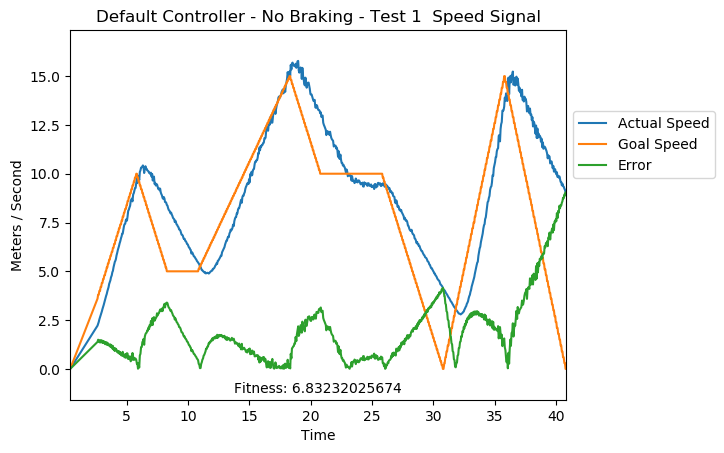 Default Controller - No Braking - Test 1  Speed Signal
Meters / Second
15.0
12.5
10.0
7.5
5.0
2.5
0.0
Actual Speed
Goal Speed
Error
Fitness: 6.83232025674
5 10 15 20 25 30 35 40
Time